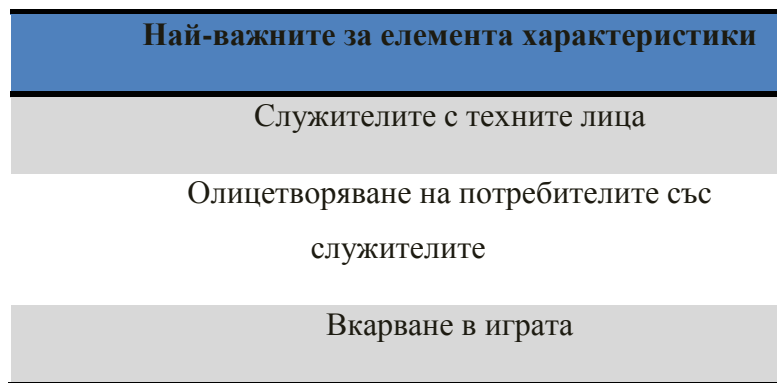 Най-важните за елемента характеристики
Служителите с техните лица
Олицетворяване на потребителите със
служителите
Вкарване в играта